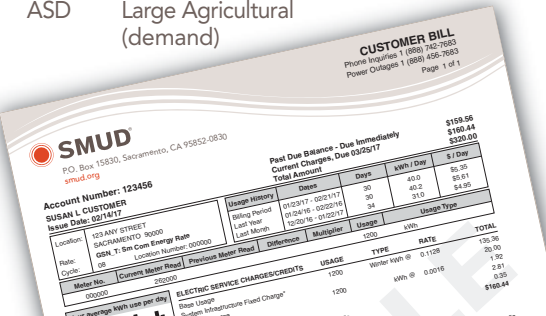 ASD Large Agricultural
(demand)
CUSTOMER BILL
Phone Inquiries 1 (888) 742-7683
Power Outages 1 (888) 456-7683
Page 1 of 1
SMUD
P.O. Box 15830, Sacramento, CA 95852-0830
smud.org
Past Due Balance - Due Immediately $159.56
Current Charges, Due 03/25/17 $160.44
Total Amount $320.00
Account Number: 123456
SUSAN L CUSTOMER
Issue Date: 02/14/17
Usage History Dates Days kWh / Day $ / Day
Billing Period 01/23/17 - 02/21/17 30 40.0 $5.35
Last Year 01/24/16 - 02/22/16 30 40.2 $5.61
Last Month 12/20/16 - 01/22/17 34 31.0 $4.95
Location: 123 ANY STREET
SACRAMENTO 90000
Rate: GSN_T: Sm Com Energy Rate
Cycle: 08 Location Number: 000000
Meter No. Current Meter Read Previous Meter Read Difference Multiplier Usage Usage Type
000000 262000 1200 kWh
average kWh use per day
ELECTRIC SERVICE CHARGES/CREDITS USAGE TYPE RATE TOTAL
Base Usage 1200 Winter kWh @ 0.1128 135.36
System Infrastructure Fixed Charge* 20.00
1200 kWh @ 0.0016 1.92
2.81
0.35
$160.44